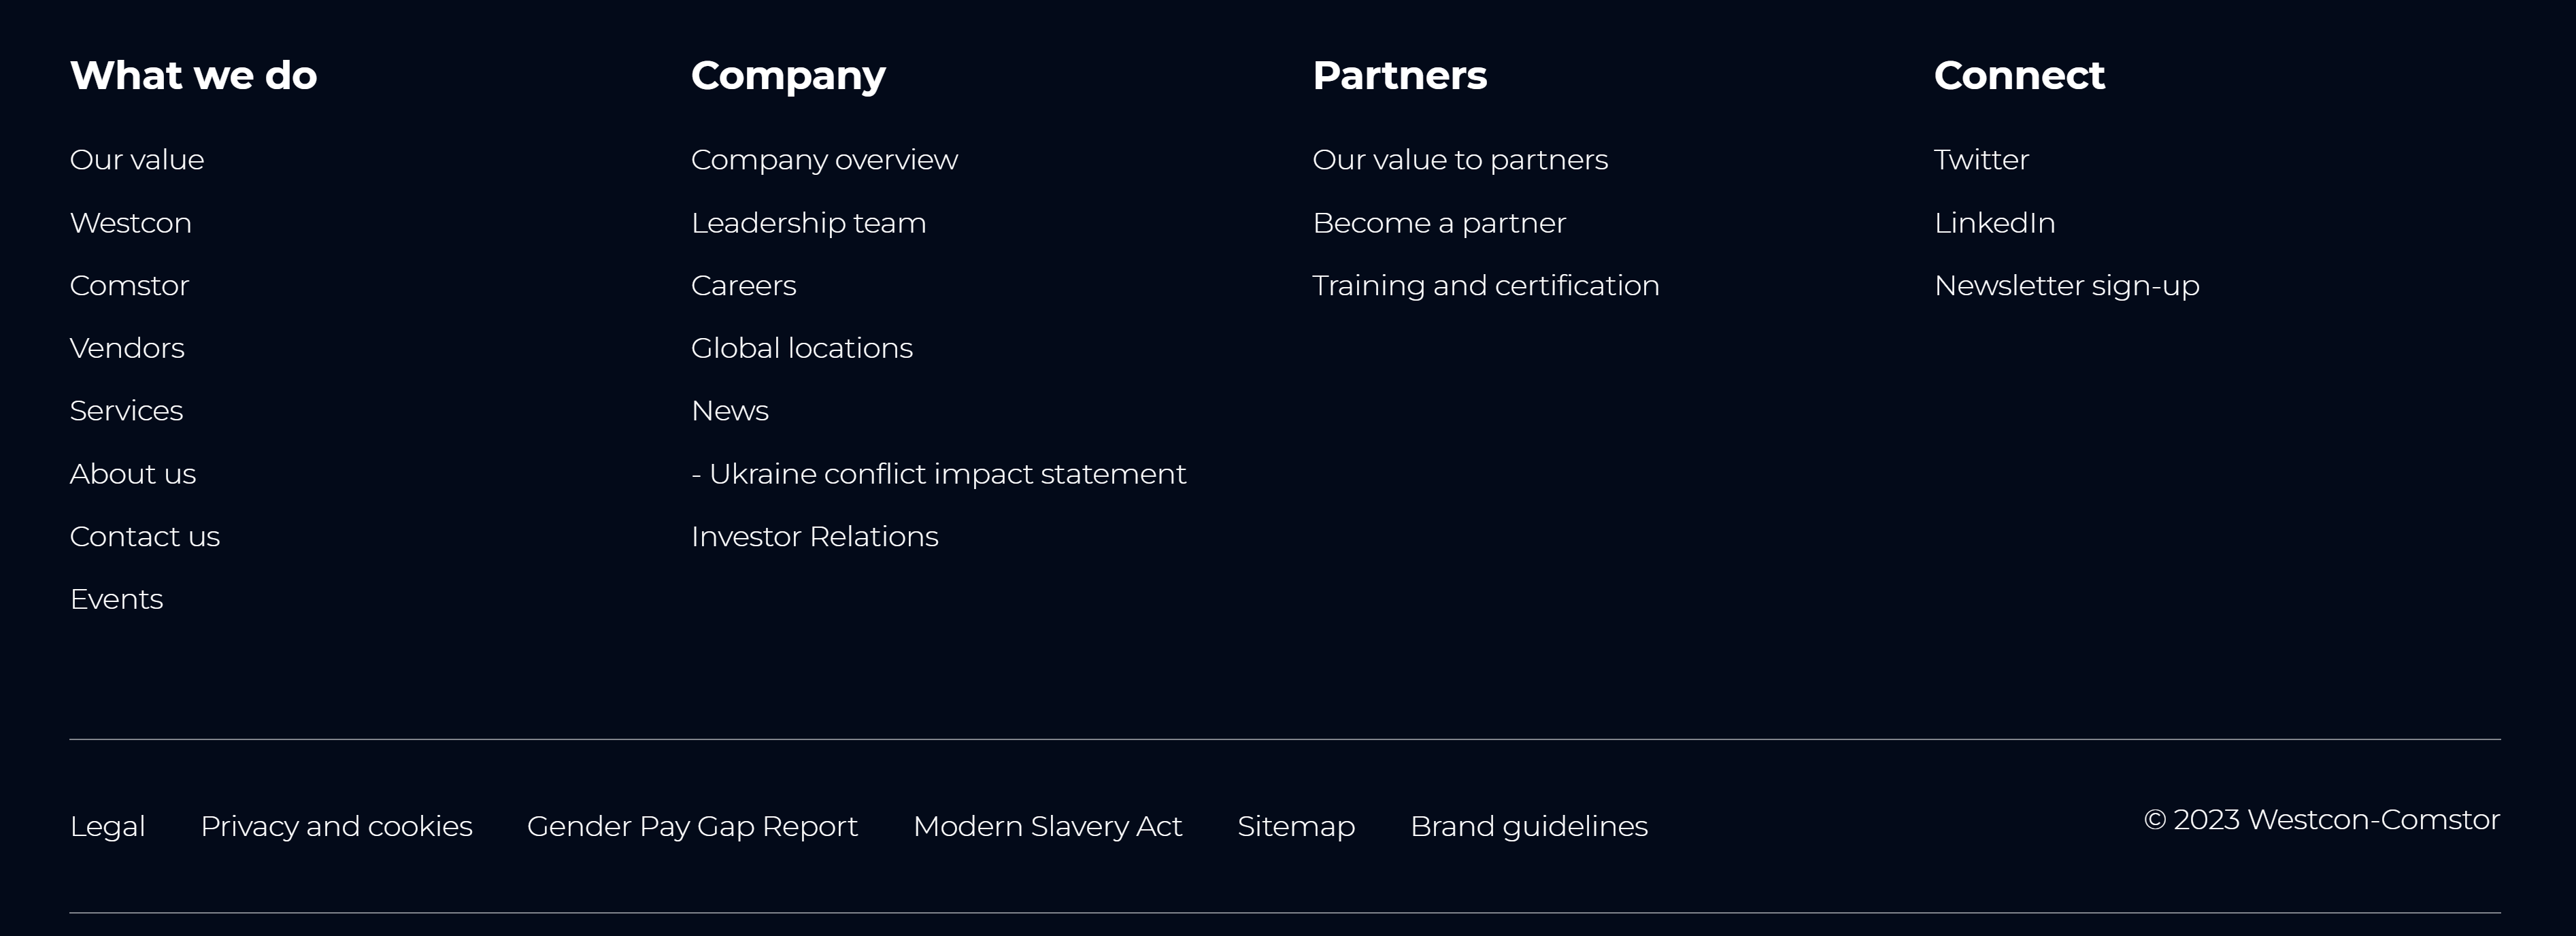 What we do
Our value
Westcon
Comstor
Vendors
Services
About us
Contact us
Events
Company
Company overview
Leadership team
Careers
Global locations
News
- Ukraine conflict impact statement
Investor Relations
Partners
Our value to partners
Become a partner
Training and certification
Connect
Twitter
LinkedIn
Newsletter sign-up
Legal Privacy and cookies Gender Pay Gap Report Modern Slavery Act Sitemap Brand guidelines
© 2023 Westcon-Comstor